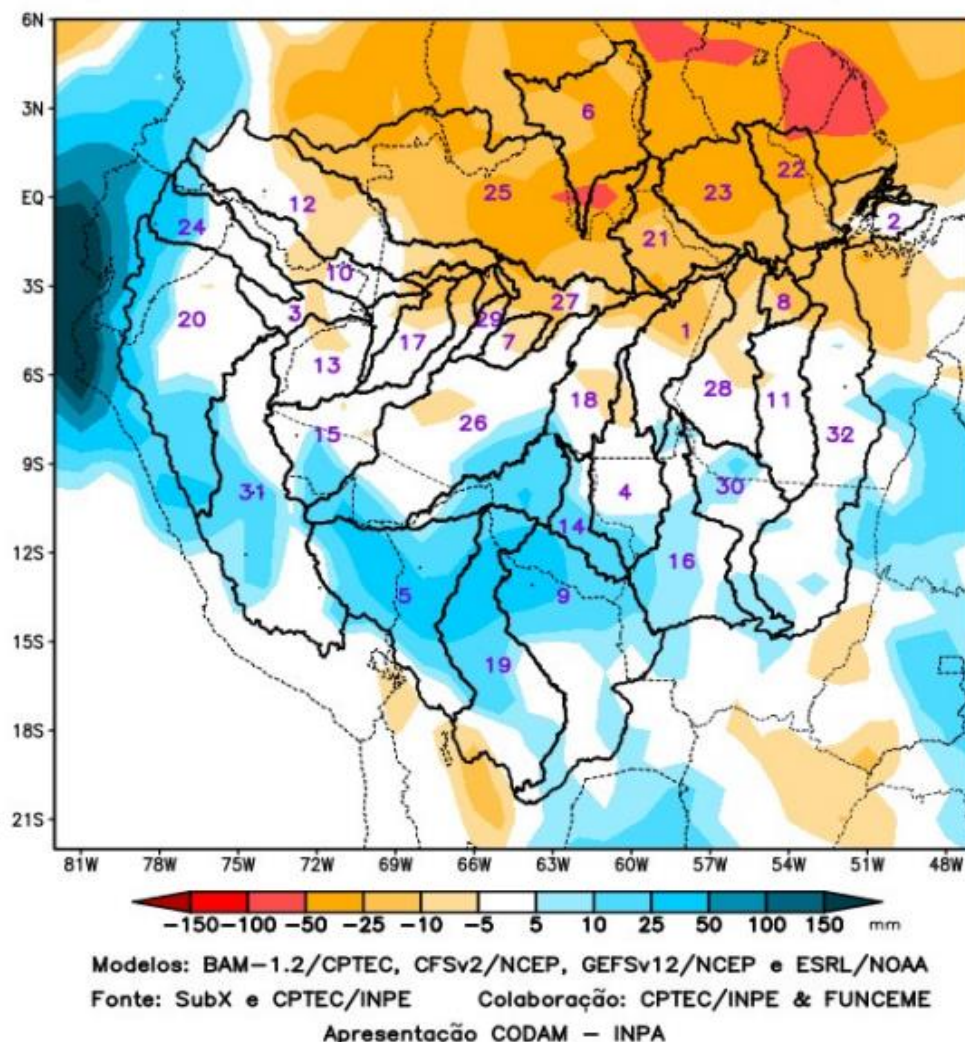 6N
6
3N
22
25
23
EQ
12
2
24
21
10
3S
27
8
3
20
29
1
17
7
13
6S
28
18
11
26
15
32
9S
31
4
30
14
12S
16
5
9
15S
19
18S
21S
81W 78W 75W 72W 69W 66W 63W 60W 57W 54W 51W 48W
-150 -100 -50 -25 -10 -5 5 10 25 50 100 150 mm
Modelos: BAM-1.2/CPTEC, CFSv2/NCEP, GEFSv12/NCEP e ESRL/NOAA
Fonte: SubX e CPTEC/INPE Colaboração: CPTEC/INPE & FUNCEME
Apresentação CODAM - INPA